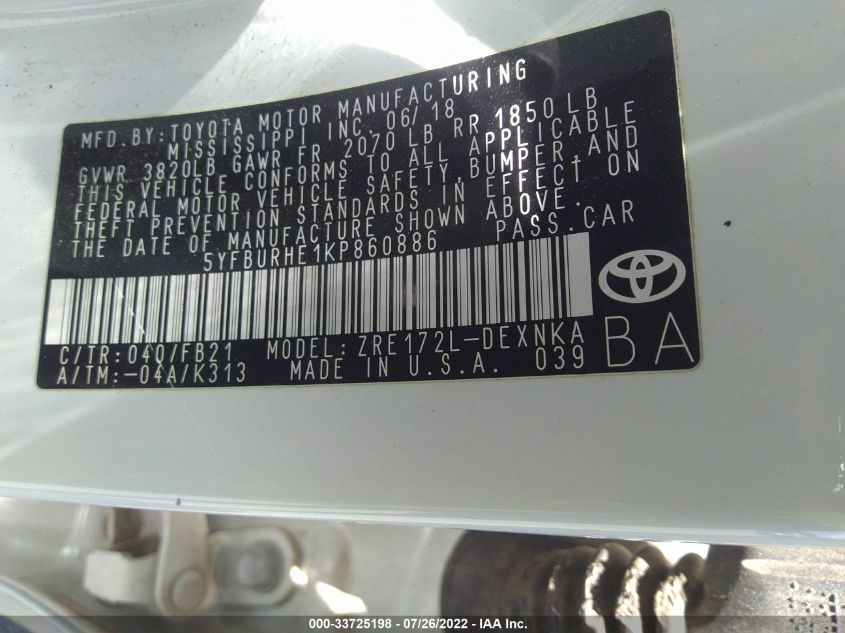 MFD. BY: TOYOTA MOTOR MANUFACTURING
MISSISSIPPI INC. 06/18
GVWR 3820LB GAWR FR 2070 LB RR 1850 LB
THIS VEHICLE CONFORMS TO ALL APPLICABLE
FEDERAL MOTOR VEHICLE SAFETY, BUMPER, AND
THEFT PREVENTION STANDARDS IN EFFECT ON
THE DATE OF MANUFACTURE SHOWN ABOVE.
5YFBURHE1KP860886 PASS. CAR
C/TR: 040/FB21 MODEL: ZRE172L-DEXNKA
A/TM: -04A/K313 MADE IN U.S.A. 039
BA
000-33725198 - 07/26/2022 - IAA Inc.